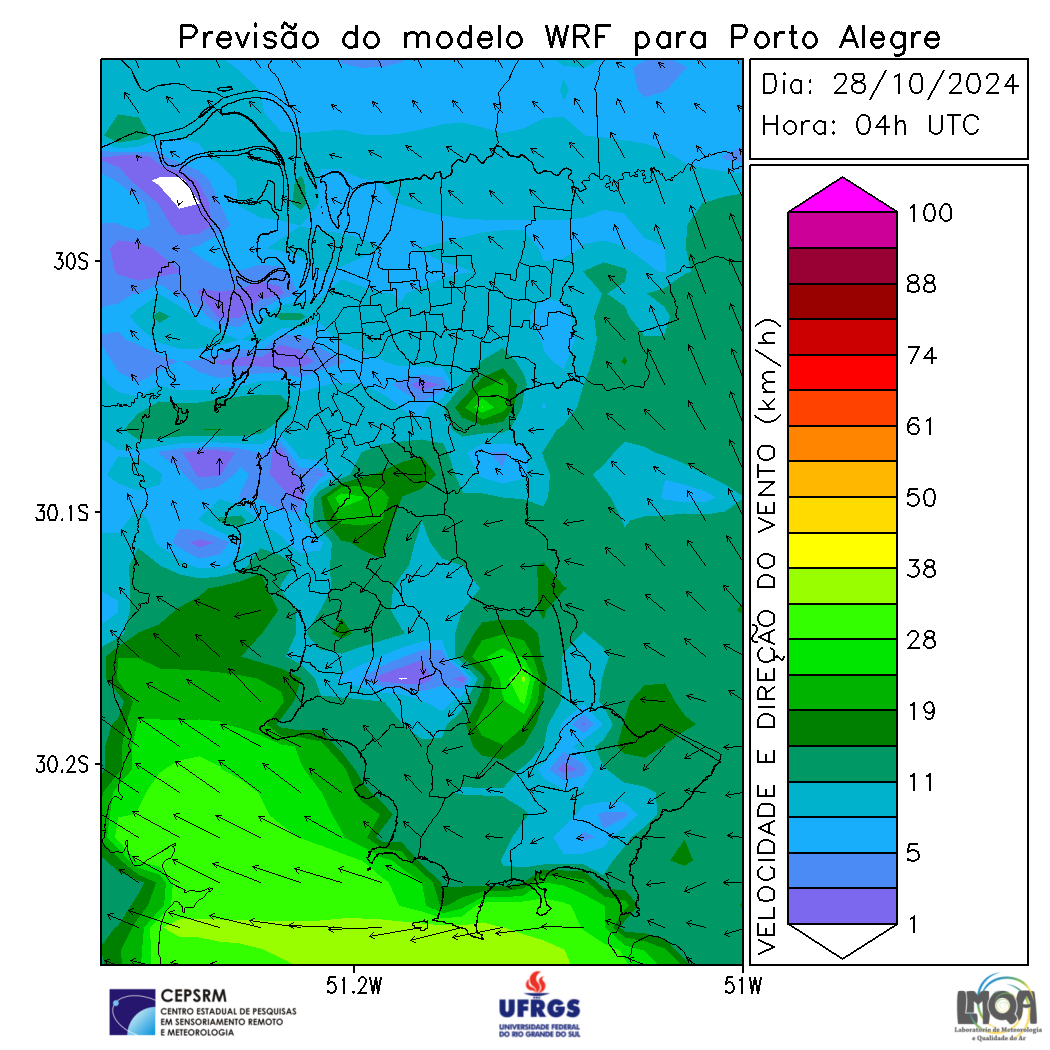 Previsão do modelo WRF para Porto Alegre
Dia: 28/10/2024
Hora: 04h UTC
30S
30.1S
30.2S
51.2W
51W
VELOCIDADE E DIREÇÃO DO VENTO (km/h)
100
88
74
61
50
38
28
19
11
5
1
CEPSRM
CENTRO ESTADUAL DE PESQUISAS
EM SENSORIAMENTO REMOTO
E METEOROLOGIA
UFRGS
UNIVERSIDADE FEDERAL
DO RIO GRANDE DO SUL
LMQA
Laboratório de Meteorologia
e Qualidade do Ar